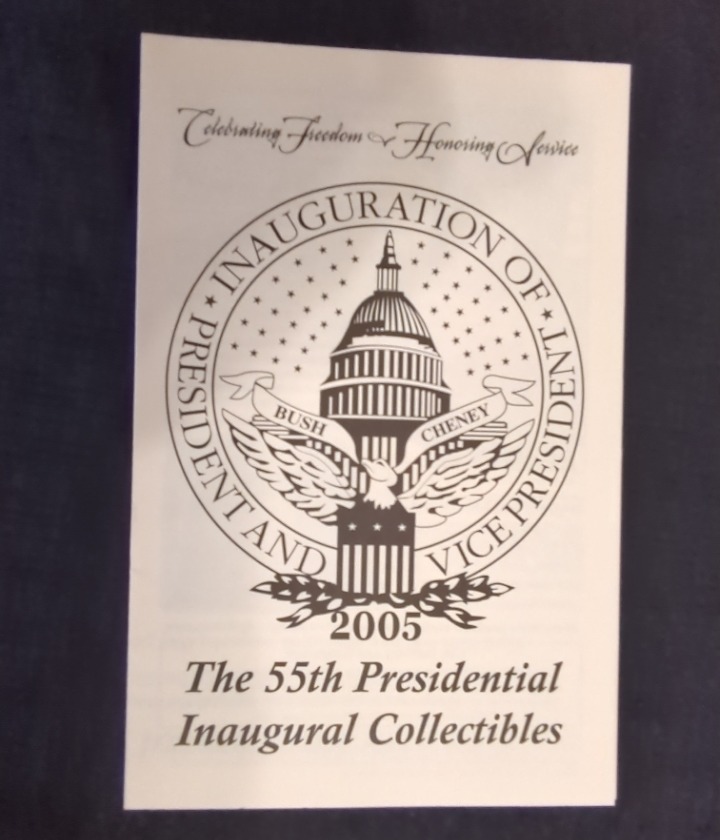 Celebrating Freedom & Honoring Service
INAUGURATION OF ★ PRESIDENT AND VICE PRESIDENT ★
BUSH
CHENEY
2005
The 55th Presidential
Inaugural Collectibles